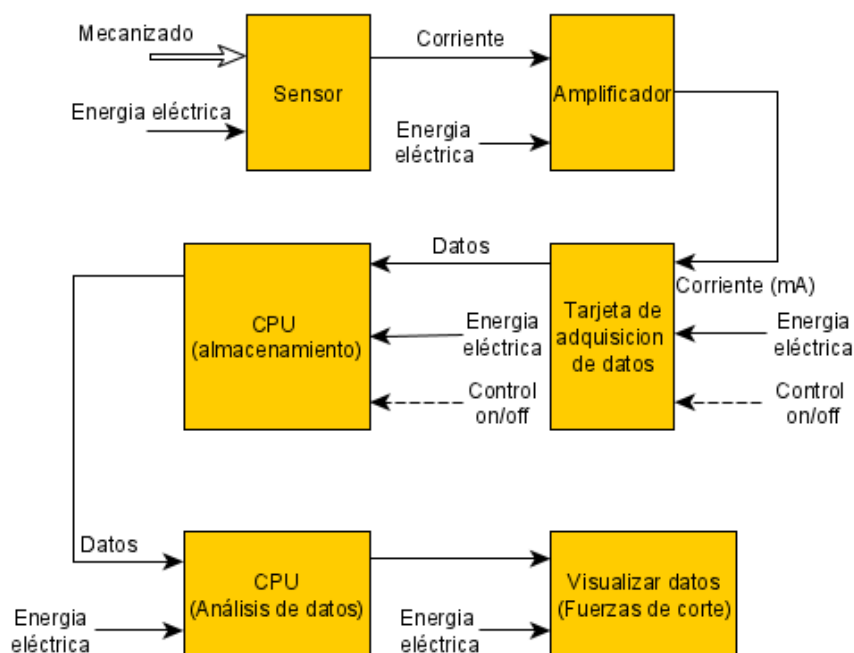 Mecanizado
Corriente
Sensor
Amplificador
Energia eléctrica
Energia
eléctrica
Datos
Corriente (mA)
CPU
(almacenamiento)
Tarjeta de
adquisicion
de datos
Energia
eléctrica
Energia
eléctrica
Control
on/off
Control
on/off
Datos
CPU
(Análisis de datos)
Visualizar datos
(Fuerzas de corte)
Energia
eléctrica
Energia
eléctrica